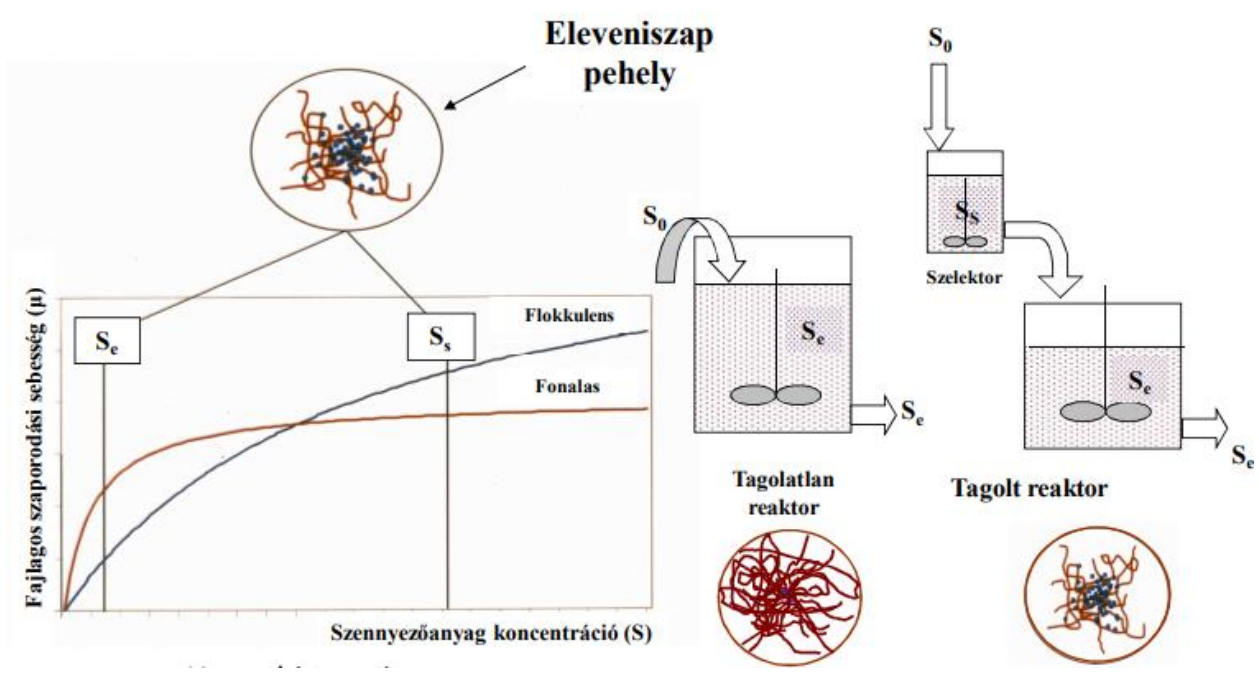 Eleveniszap
pehely
S₀
Sₛ
Szelektor
S₀
Sₑ
Sₑ
Sₑ
Sₑ
Tagolatlan
reaktor
Tagolt reaktor
Fajlagos szaporodási sebesség (μ)
Sₑ
Sₛ
Flokkulens
Fonalas
Szennyezőanyag koncentráció (S)